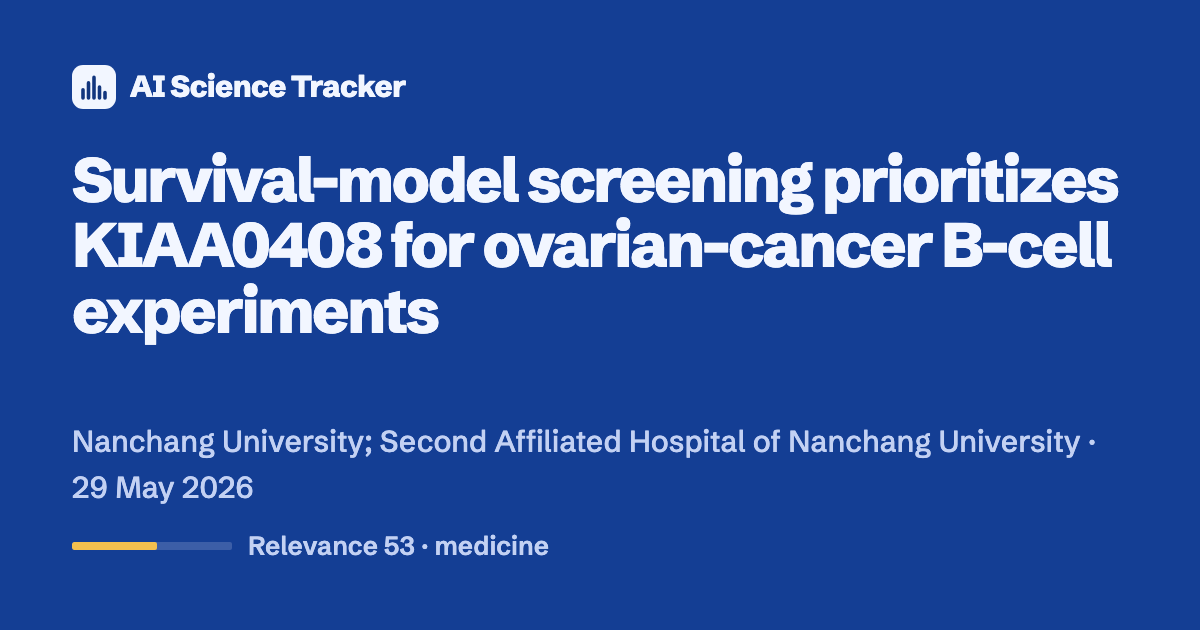 AI Science Tracker
Survival-model screening prioritizes
KIAA0408 for ovarian-cancer B-cell
experiments
Nanchang University; Second Affiliated Hospital of Nanchang University ·
29 May 2026
Relevance 53 · medicine